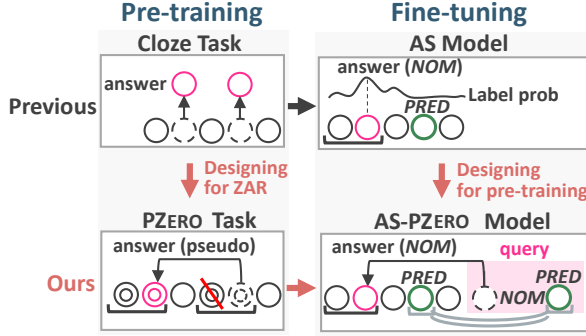 Pre-training
Fine-tuning
Cloze Task
AS Model
answer
answer (NOM)
Label prob
PRED
Previous
Designing
for ZAR
Designing
for pre-training
PZERO Task
AS-PZERO Model
answer (pseudo)
answer (NOM)
query
PRED
PRED
Ours
NOM